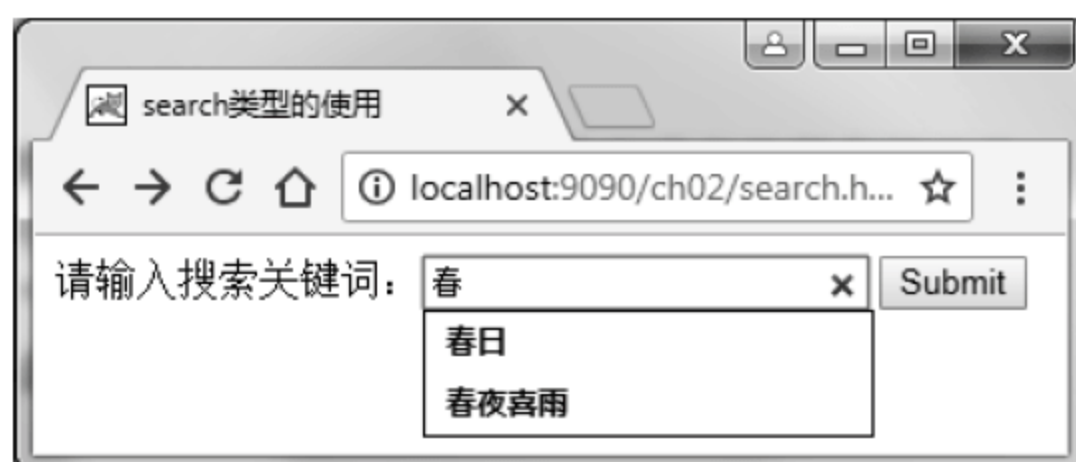 search类型的使用
localhost:9090/ch02/search.h...
请输入搜索关键词：春 Submit
春日
春夜喜雨